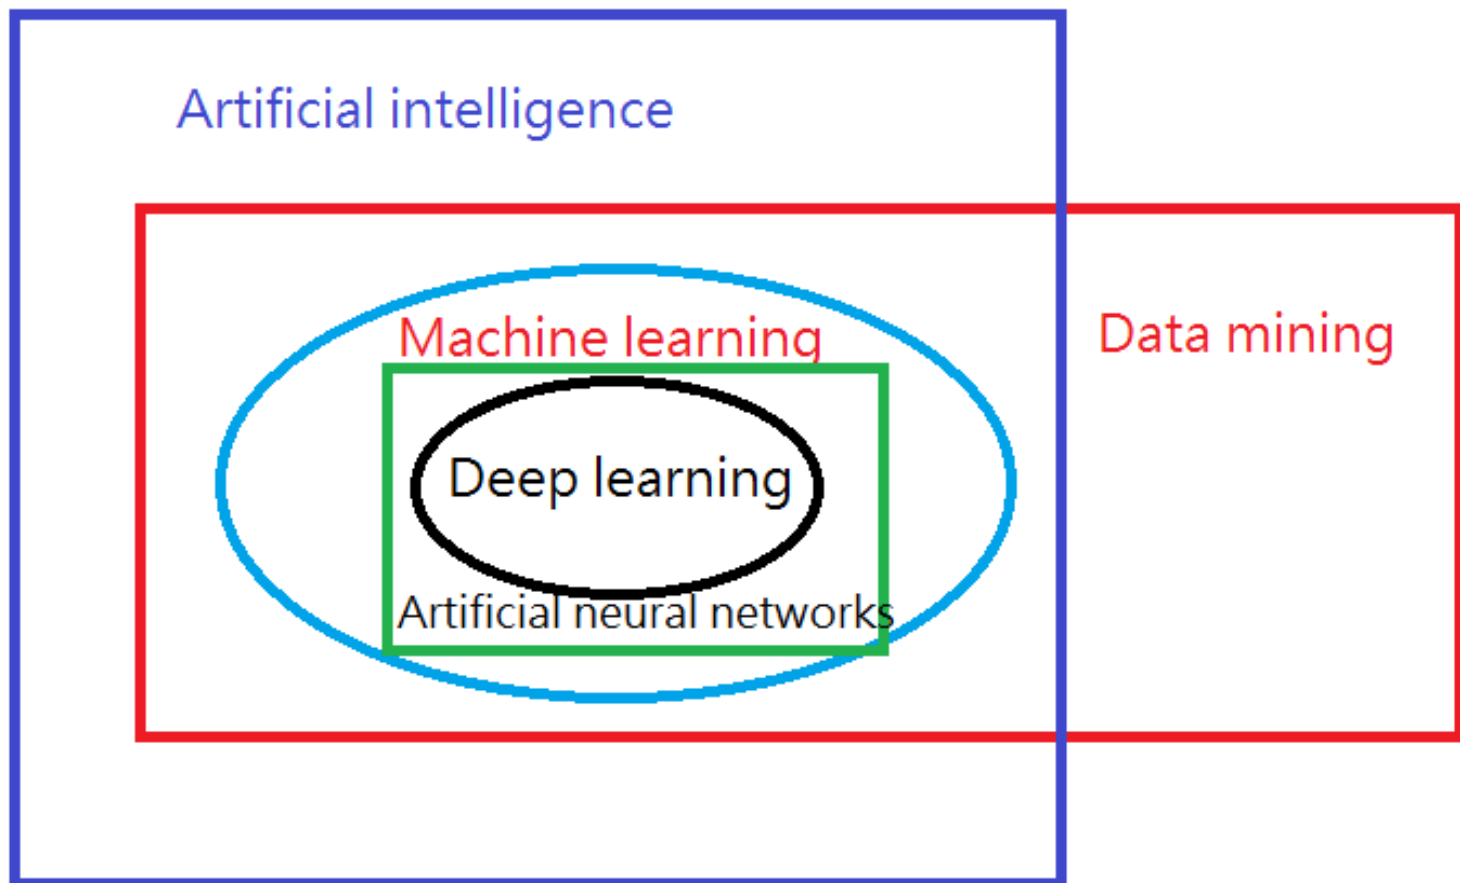 Artificial intelligence
Machine learning
Data mining
Deep learning
Artificial neural networks